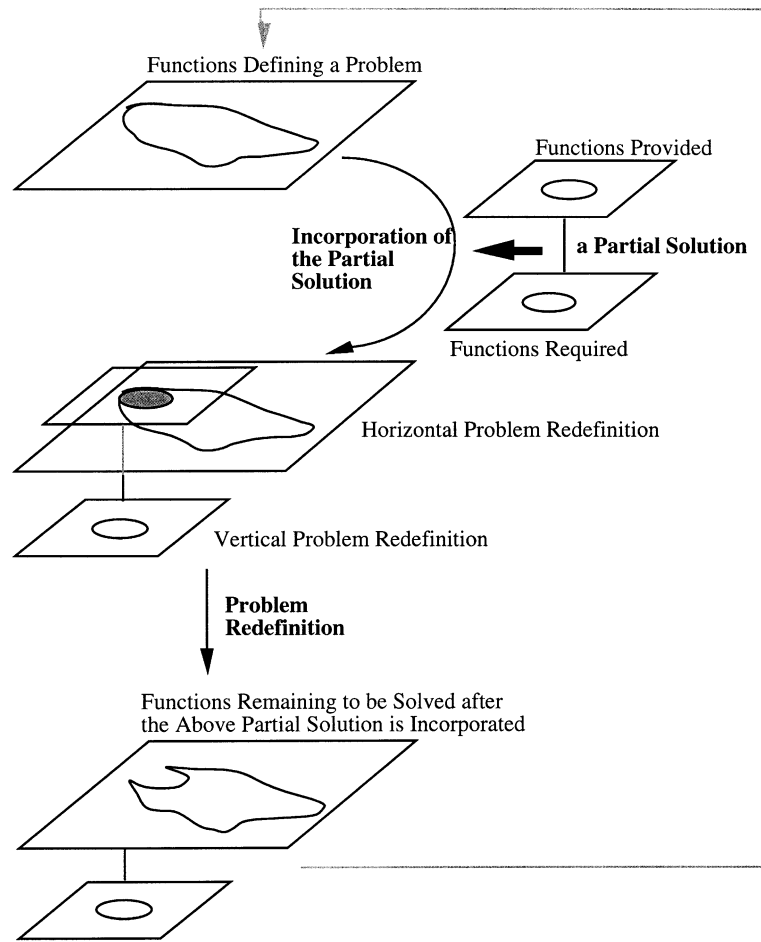 Functions Defining a Problem
Functions Provided
Incorporation of
the Partial
Solution
a Partial Solution
Functions Required
Horizontal Problem Redefinition
Vertical Problem Redefinition
Problem
Redefinition
Functions Remaining to be Solved after
the Above Partial Solution is Incorporated